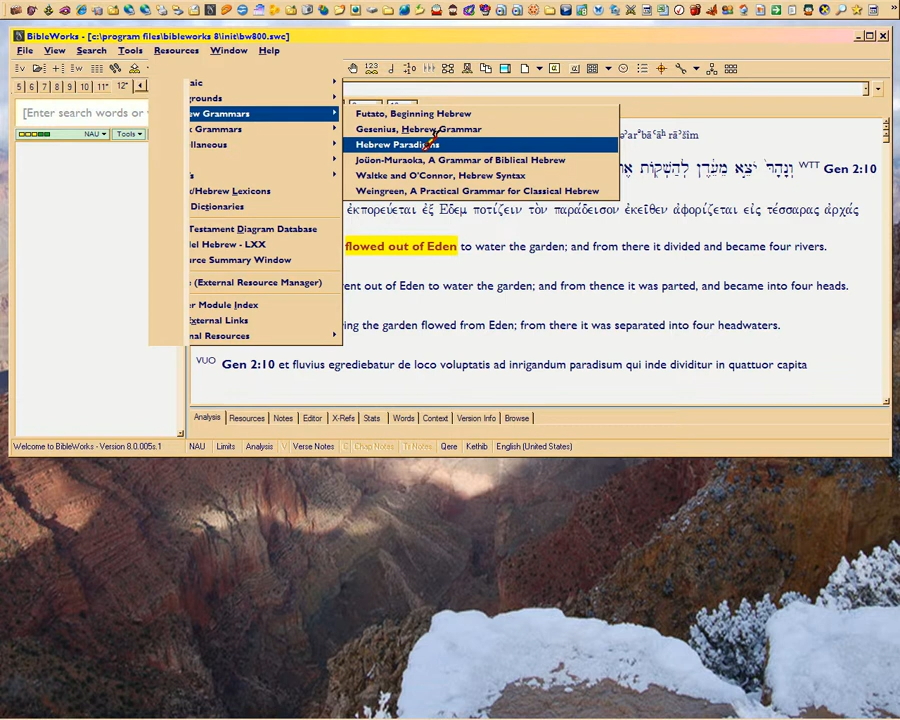 BibleWorks - [c:\program files\bibleworks 8\init\bw800.swc]
File View Search Tools Resources Window Help
5 6 7 8 9 10 11* 12*
[Enter search words or v
NAU Tools
aic
grounds
ew Grammars
k Grammars
llaneous
s
/Hebrew Lexicons
Dictionaries
Testament Diagram Database
el Hebrew - LXX
urce Summary Window
(External Resource Manager)
er Module Index
xternal Links
nal Resources
Futato, Beginning Hebrew
Gesenius, Hebrew Grammar
Hebrew Paradigms
Joüon-Muraoka, A Grammar of Biblical Hebrew
Waltke and O'Connor, Hebrew Syntax
Weingreen, A Practical Grammar for Classical Hebrew
WTT Gen 2:10 וְנָהָר֙ יֹצֵ֣א מֵעֵ֔דֶן לְהַשְׁק֖וֹת
ἐκπορεύεται ἐξ Εδεμ ποτίζειν τὸν παράδεισον ἐκεῖθεν ἀφορίζεται εἰς τέσσαρας ἀρχάς
flowed out of Eden to water the garden; and from there it divided and became four rivers.
ent out of Eden to water the garden; and from thence it was parted, and became into four heads.
ing the garden flowed from Eden; from there it was separated into four headwaters.
VUO Gen 2:10 et fluvius egrediebatur de loco voluptatis ad inrigandum paradisum qui inde dividitur in quattuor capita
Analysis Resources Notes Editor X-Refs Stats Words Context Version Info Browse
Welcome to BibleWorks - Version 8.0.005s.1 NAU Limits Analysis V Verse Notes C Chap Notes Tr Notes Qere Kethib English (United States)